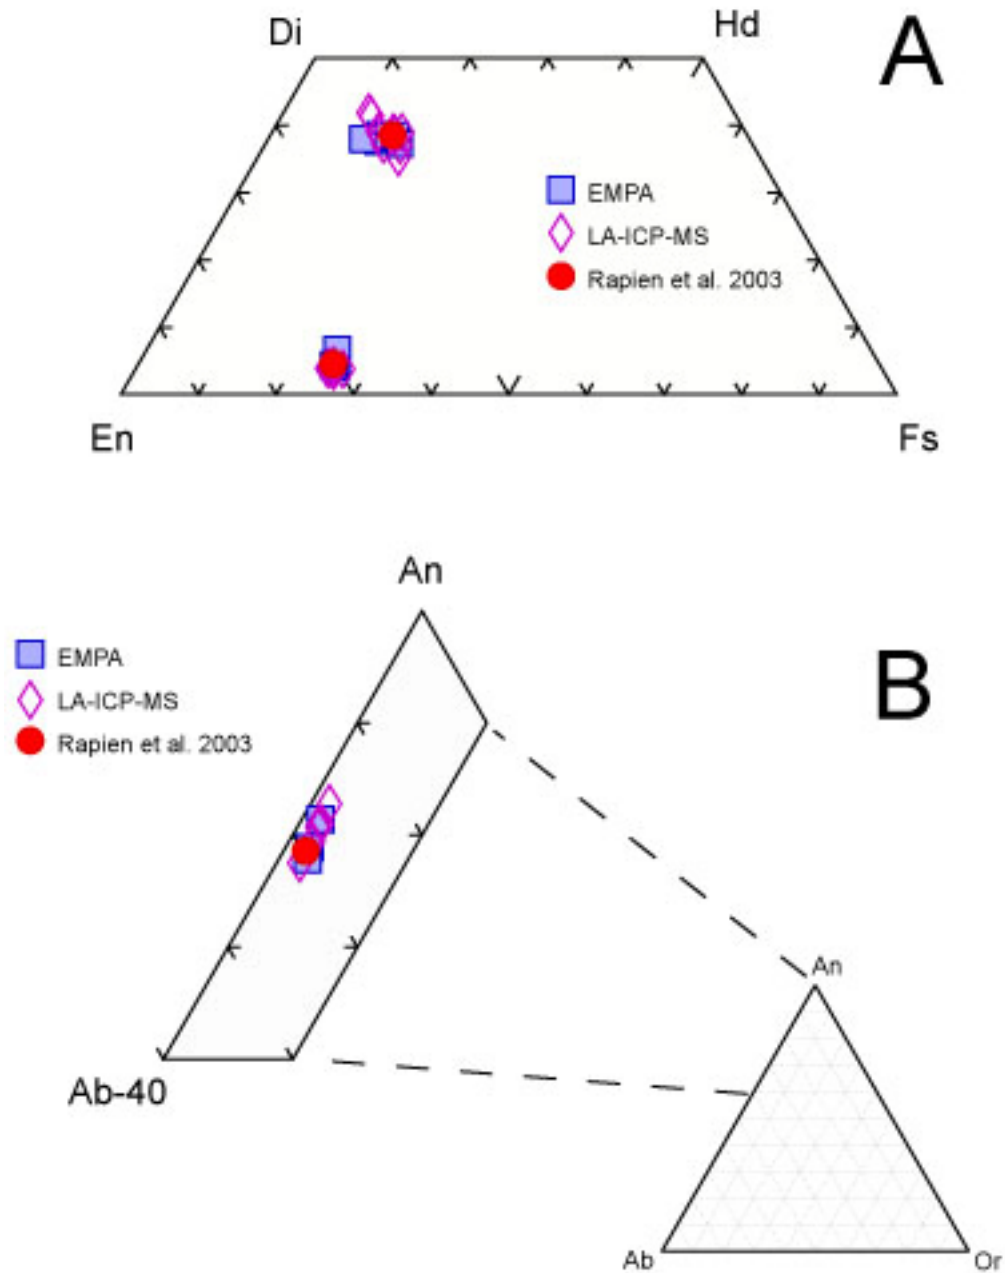 Di
Hd
A
EMPA
LA-ICP-MS
Rapien et al. 2003
En
Fs
An
EMPA
LA-ICP-MS
Rapien et al. 2003
B
Ab-40
An
Ab
Or